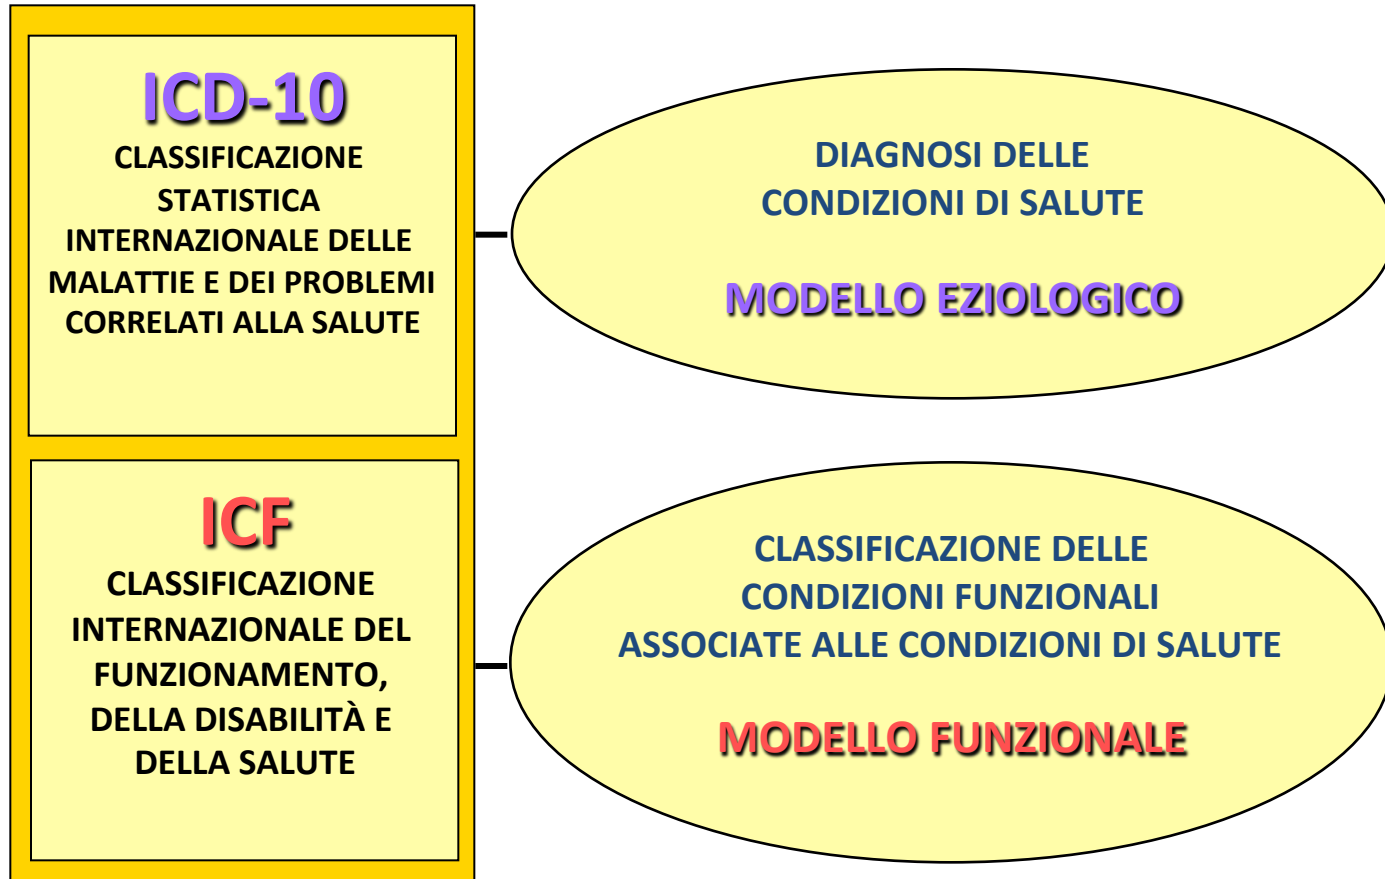 ICD-10
CLASSIFICAZIONE
STATISTICA
INTERNAZIONALE DELLE
MALATTIE E DEI PROBLEMI
CORRELATI ALLA SALUTE
DIAGNOSI DELLE
CONDIZIONI DI SALUTE
MODELLO EZIOLOGICO
ICF
CLASSIFICAZIONE
INTERNAZIONALE DEL
FUNZIONAMENTO,
DELLA DISABILITÀ E
DELLA SALUTE
CLASSIFICAZIONE DELLE
CONDIZIONI FUNZIONALI
ASSOCIATE ALLE CONDIZIONI DI SALUTE
MODELLO FUNZIONALE